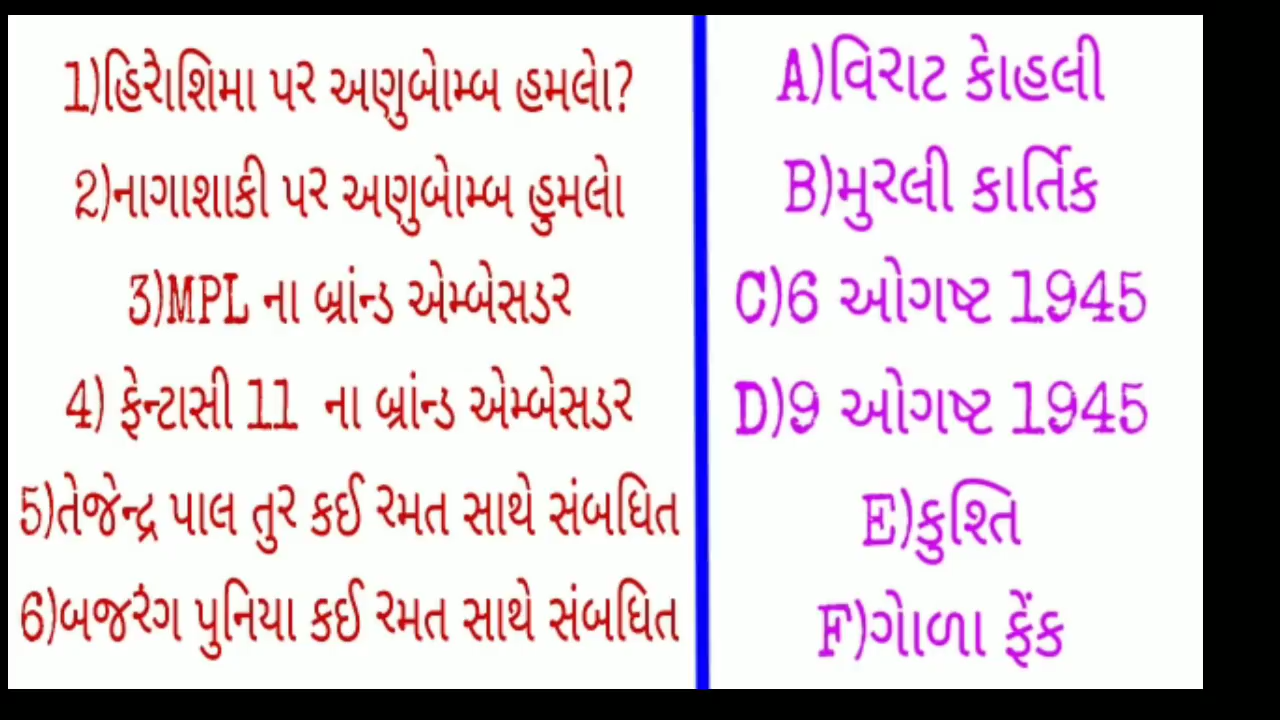 1)હિરોશિમા પર અણુબોમ્બ હમલો?
2)નાગાશાકી પર અણુબોમ્બ હુમલો
3)MPL ના બ્રાંન્ડ એમ્બેસડર
4) ફેન્ટાસી 11 ના બ્રાંન્ડ એમ્બેસડર
5)તેજેન્દ્ર પાલ તુર કઈ રમત સાથે સંબધિત
6)બજરંગ પુનિયા કઈ રમત સાથે સંબધિત
A)વિરાટ કોહલી
B)મુરલી કાર્તિક
C)6 ઓગષ્ટ 1945
D)9 ઓગષ્ટ 1945
E)કુશ્તિ
F)ગોળા ફેંક